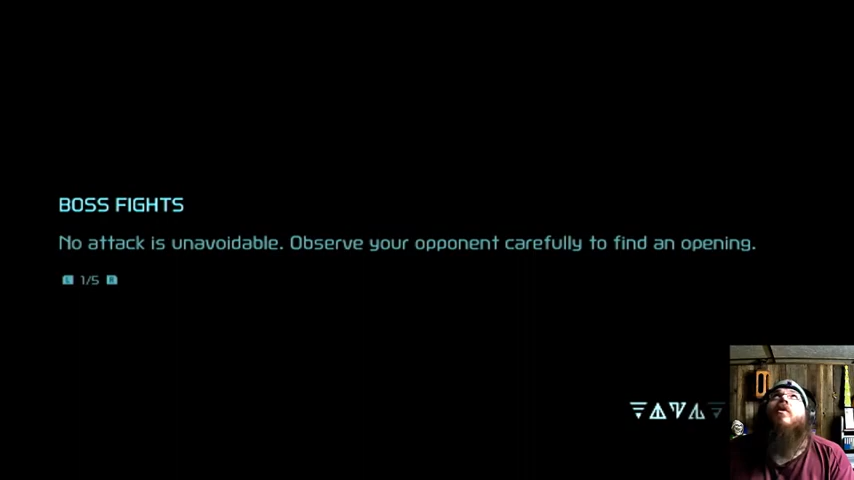 BOSS FIGHTS
No attack is unavoidable. Observe your opponent carefully to find an opening.
L 1/5 R